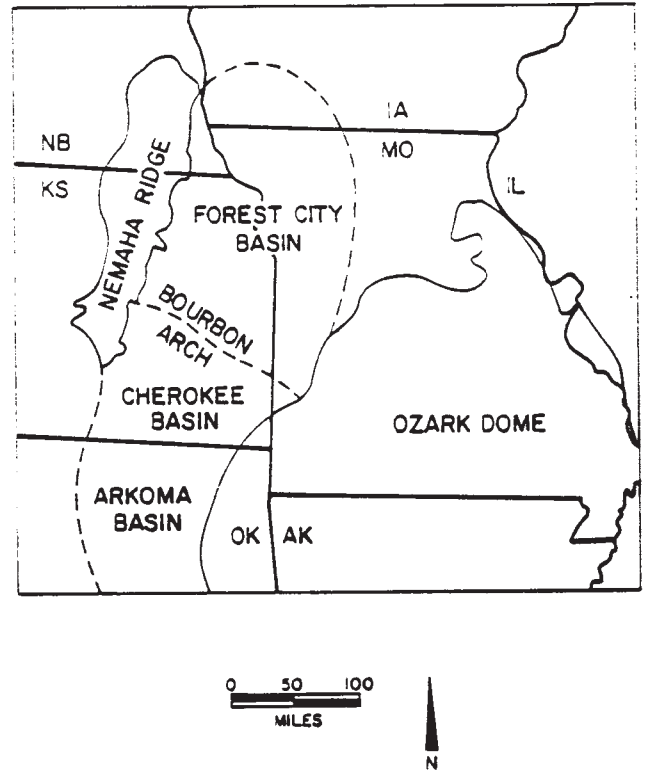 IA
NB
MO
KS
IL
NEMAHA RIDGE
FOREST CITY
BASIN
BOURBON
ARCH
CHEROKEE
BASIN
OZARK DOME
ARKOMA
BASIN
OK
AK
0 50 100
MILES
N